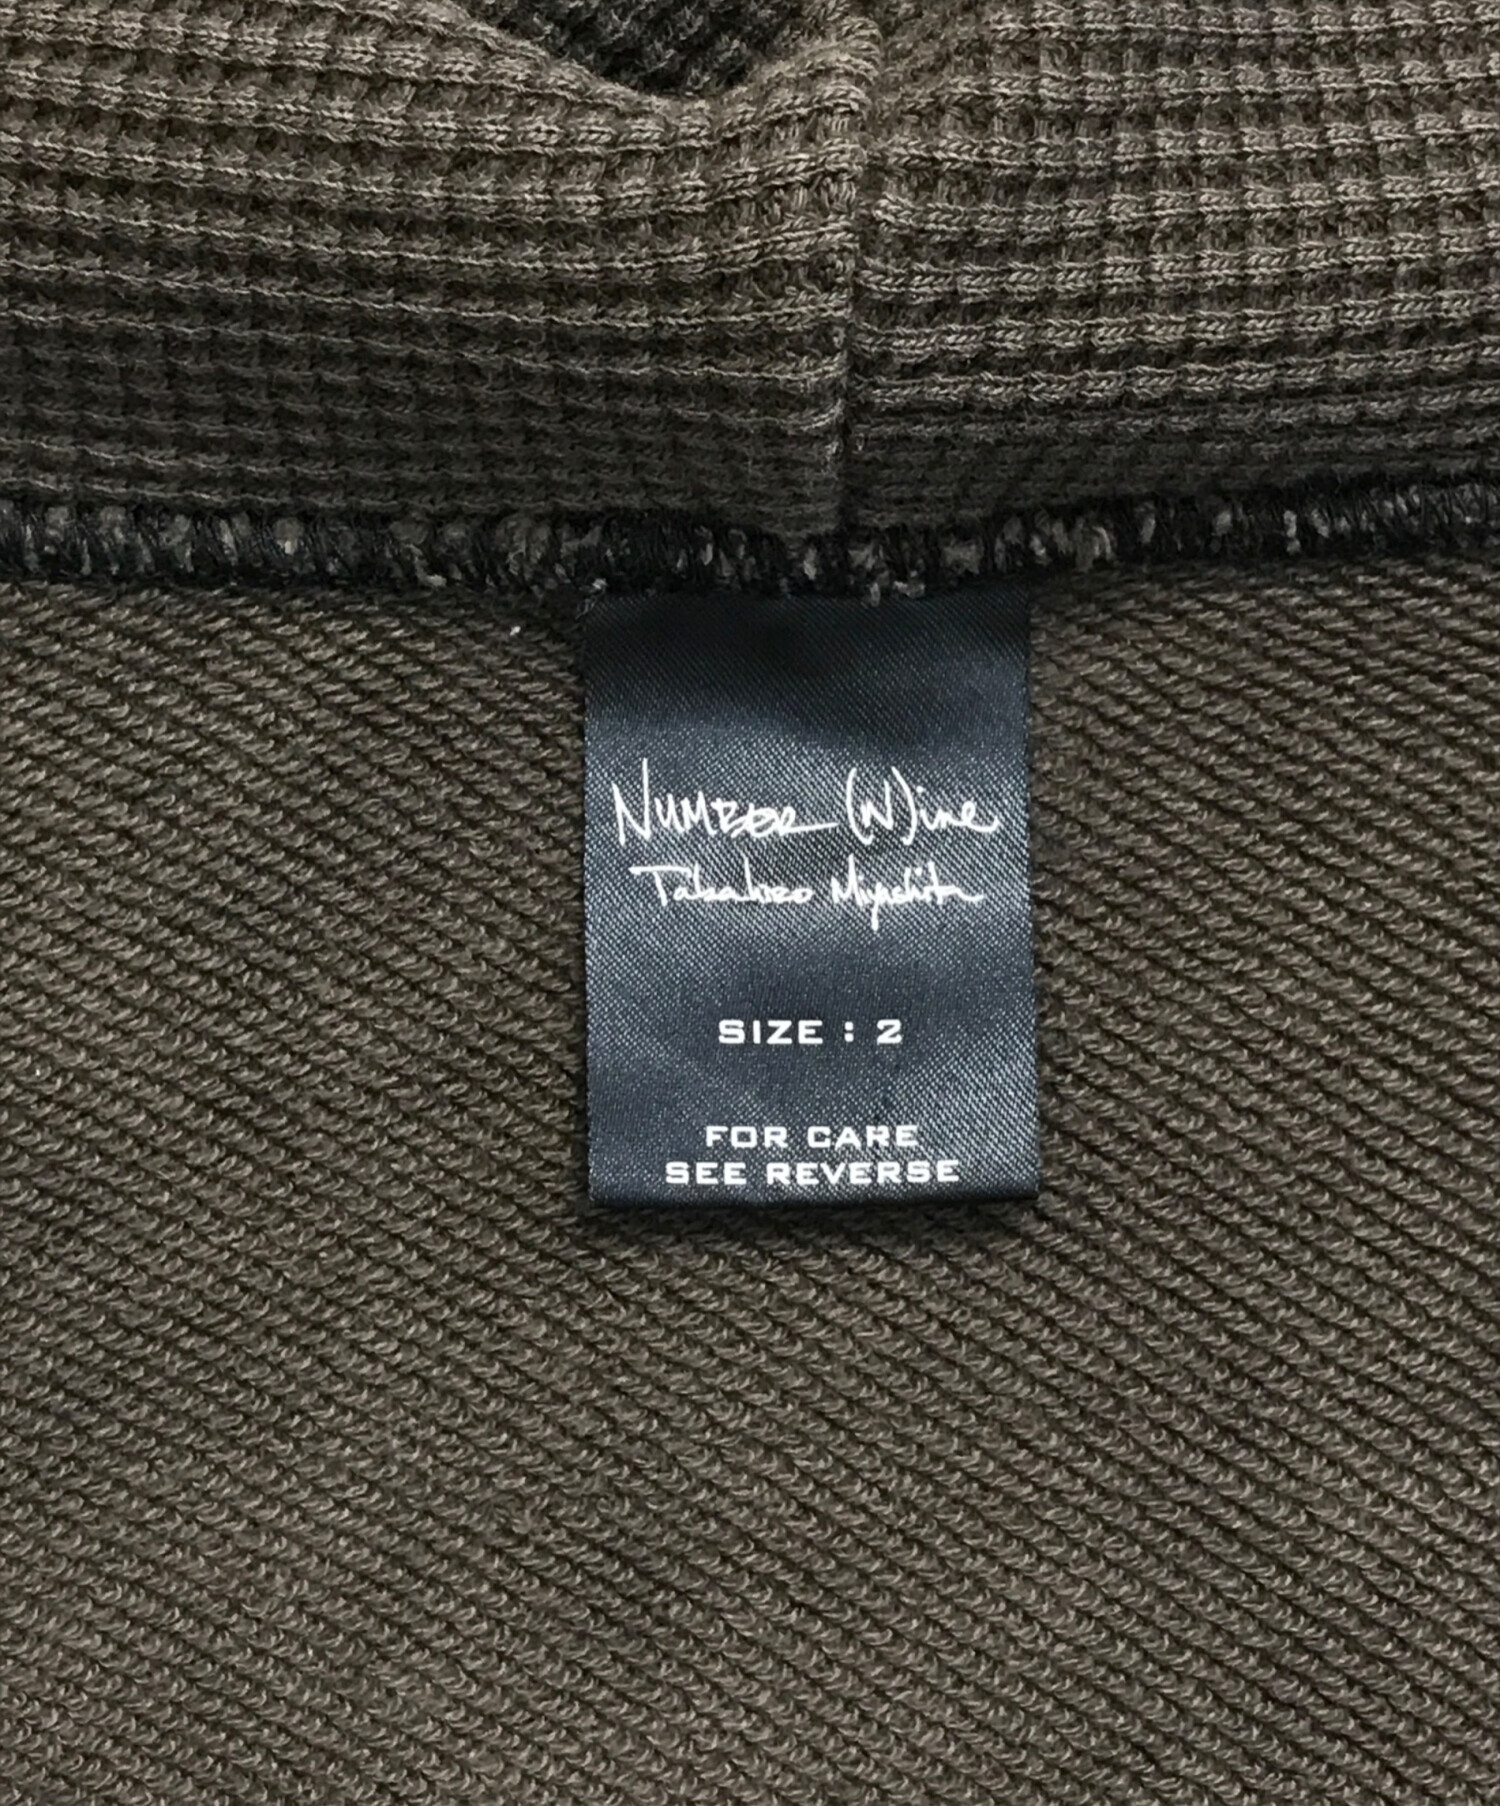 NUMBER (N)ine
Takahiro Miyashita
SIZE : 2
FOR CARE
SEE REVERSE